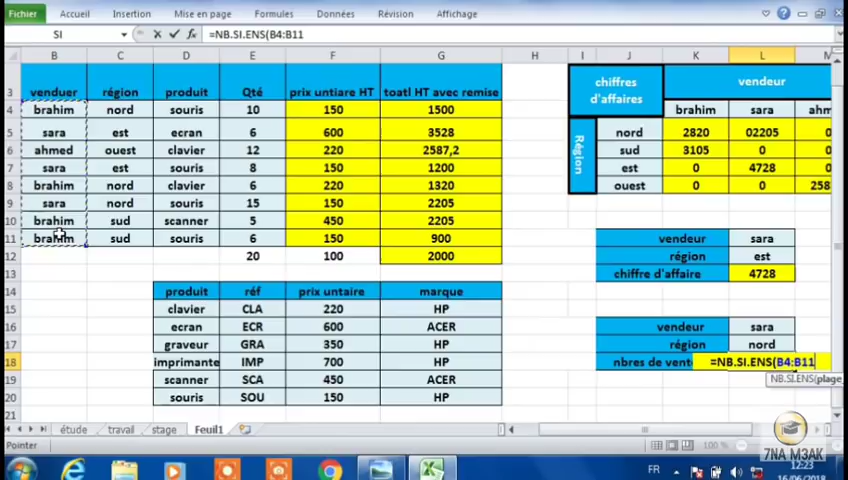 Fichier Accueil Insertion Mise en page Formules Données Révision Affichage
SI =NB.SI.ENS(B4:B11
B C D E F G H I J K L M
3 venduer région produit Qté prix untiare HT toatl HT avec remise
4 brahim nord souris 10 150 1500
5 sara est ecran 6 600 3528
6 ahmed ouest clavier 12 220 2587,2
7 sara est souris 8 150 1200
8 brahim nord clavier 6 220 1320
9 sara nord souris 15 150 2205
10 brahim sud scanner 5 450 2205
11 brahim sud souris 6 150 900
12 20 100 2000
13
14 produit réf prix untaire marque
15 clavier CLA 220 HP
16 ecran ECR 600 ACER
17 graveur GRA 350 HP
18 imprimante IMP 700 HP
19 scanner SCA 450 ACER
20 souris SOU 150 HP
21
chiffres d'affaires
vendeur
brahim sara ahm
Région
nord 2820 02205 0
sud 3105 0 0
est 0 4728 0
ouest 0 0 258
vendeur sara
région est
chiffre d'affaire 4728
vendeur sara
région nord
nbres de vent =NB.SI.ENS(B4:B11
NB.SI.ENS(plage_
étude travail stage Feuil1
Pointer 100 %
7NA M3AK
FR 12:23
16/06/2018